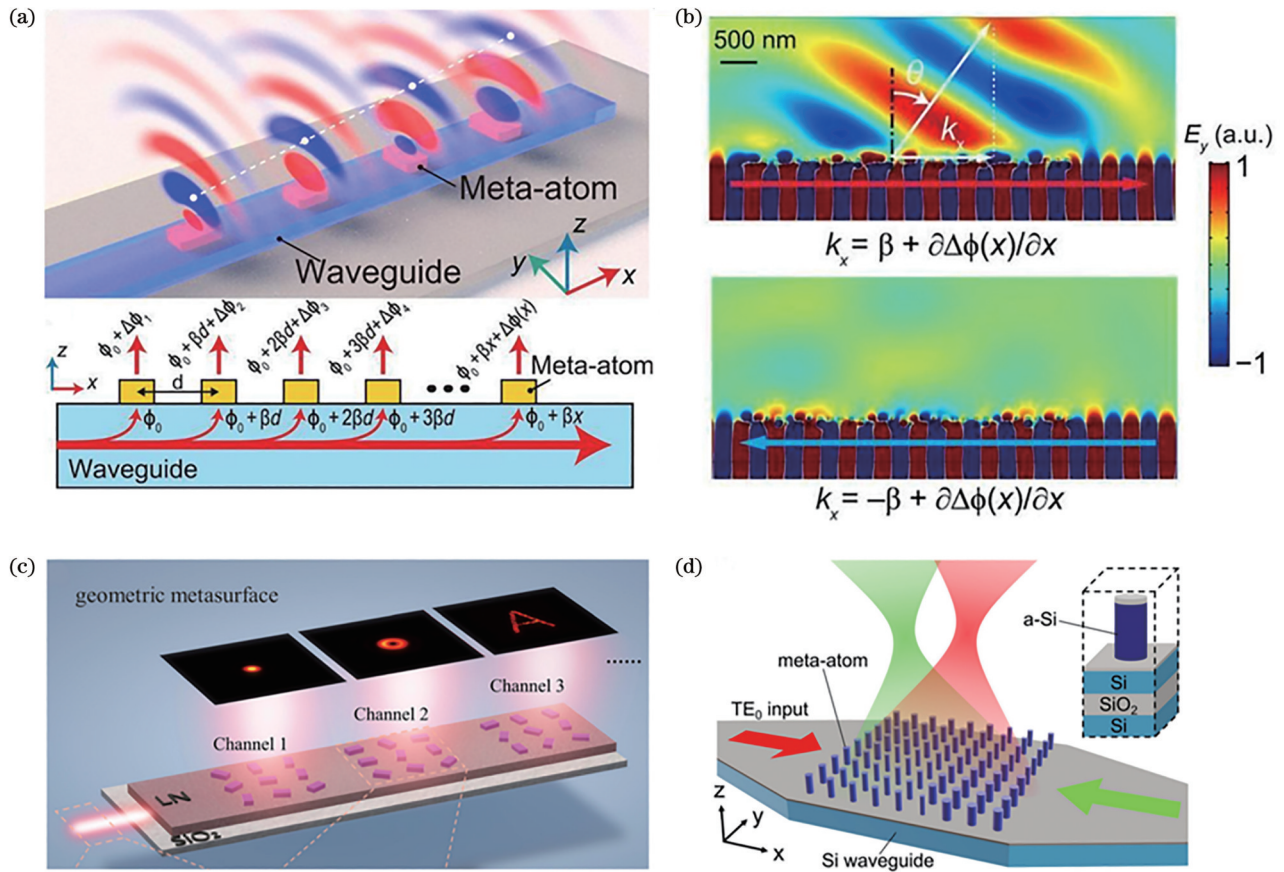 (a)
Meta-atom
Waveguide
z
y
x
ϕ₀ + Δϕ₁
ϕ₀ + βd + Δϕ₂
ϕ₀ + 2βd + Δϕ₃
ϕ₀ + 3βd + Δϕ₄
ϕ₀ + βx + Δϕ(x)
z
x
d
Meta-atom
ϕ₀
ϕ₀ + βd
ϕ₀ + 2βd
ϕ₀ + 3βd
ϕ₀ + βx
Waveguide
(b)
500 nm
θ
kₓ
E_y (a.u.)
1
−1
kₓ = β + ∂Δϕ(x)/∂x
kₓ = −β + ∂Δϕ(x)/∂x
(c)
geometric metasurface
......
Channel 1
Channel 2
Channel 3
A
LN
SiO₂
(d)
a-Si
meta-atom
Si
TE₀ input
SiO₂
Si
z
y
x
Si waveguide